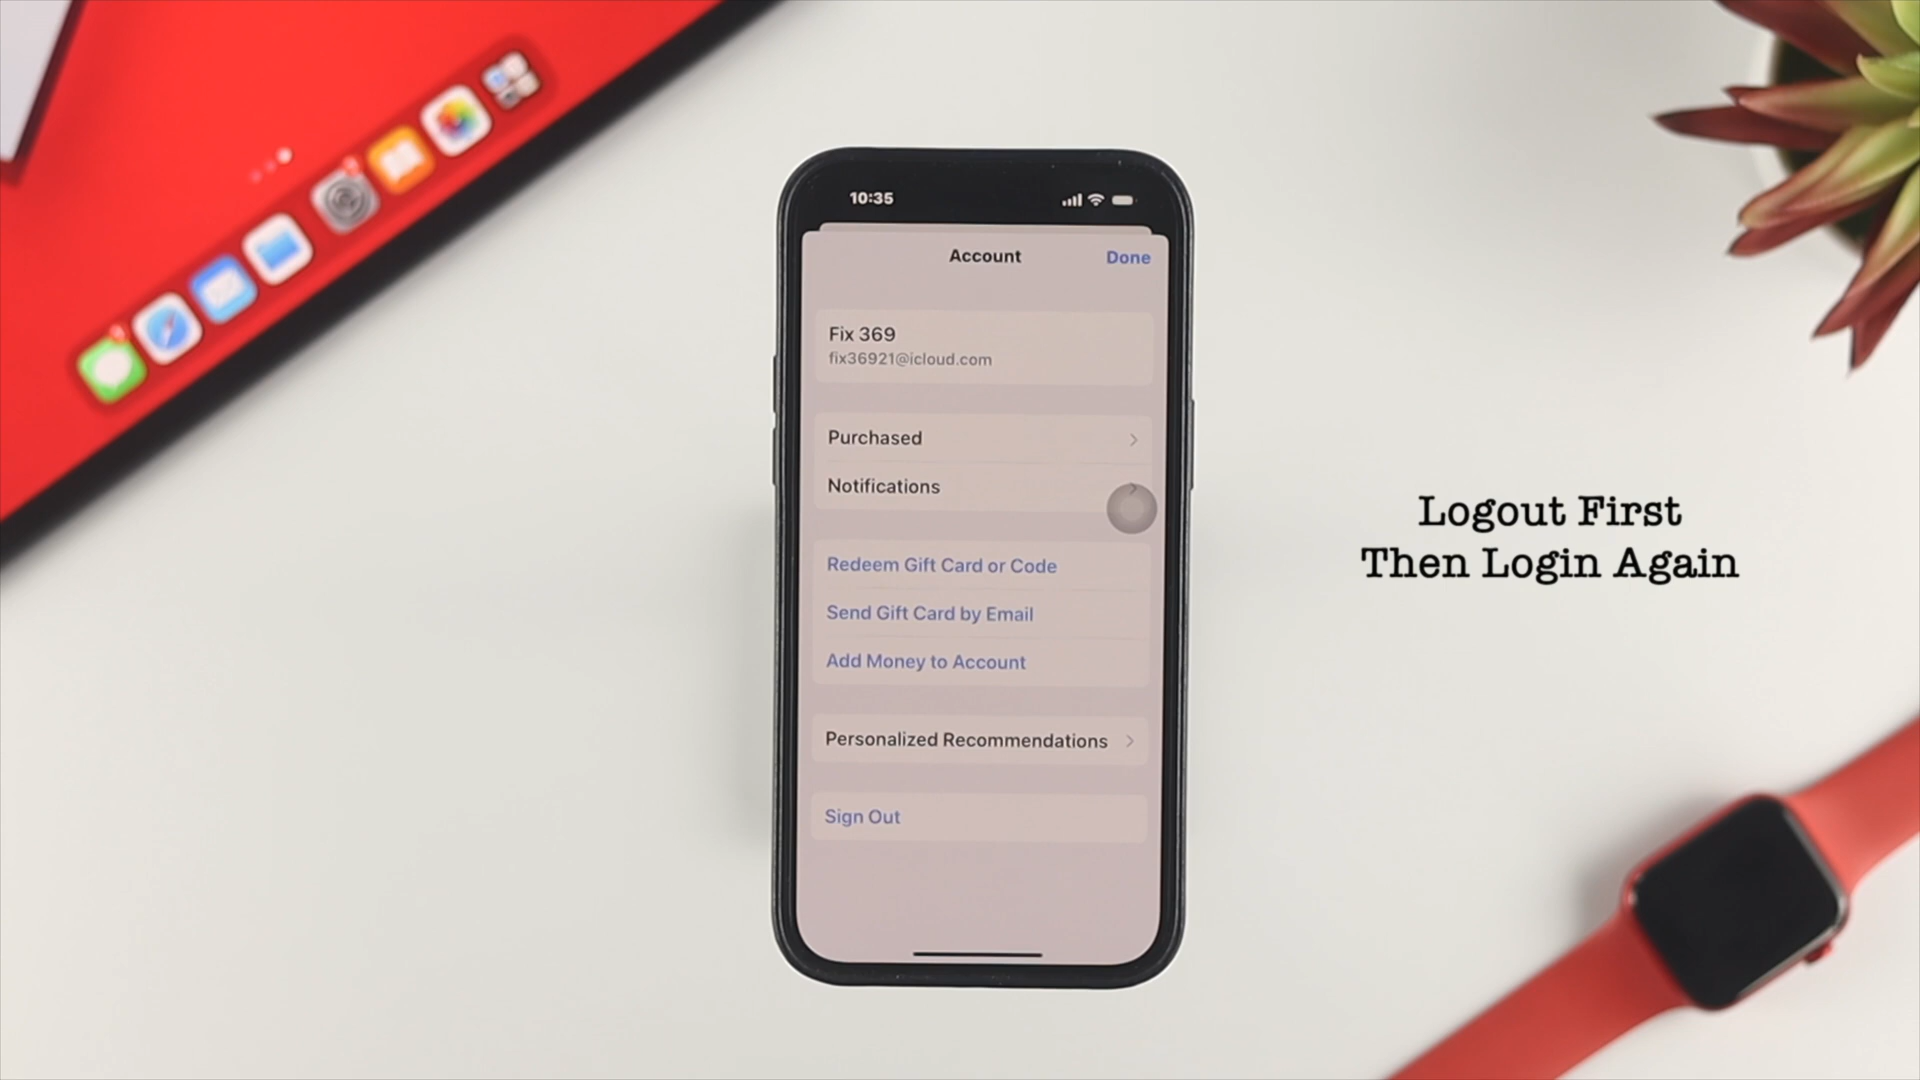 10:35
Account
Done
Fix 369
fix36921@icloud.com
Purchased
Notifications
Redeem Gift Card or Code
Send Gift Card by Email
Add Money to Account
Personalized Recommendations
Sign Out
Logout First
Then Login Again